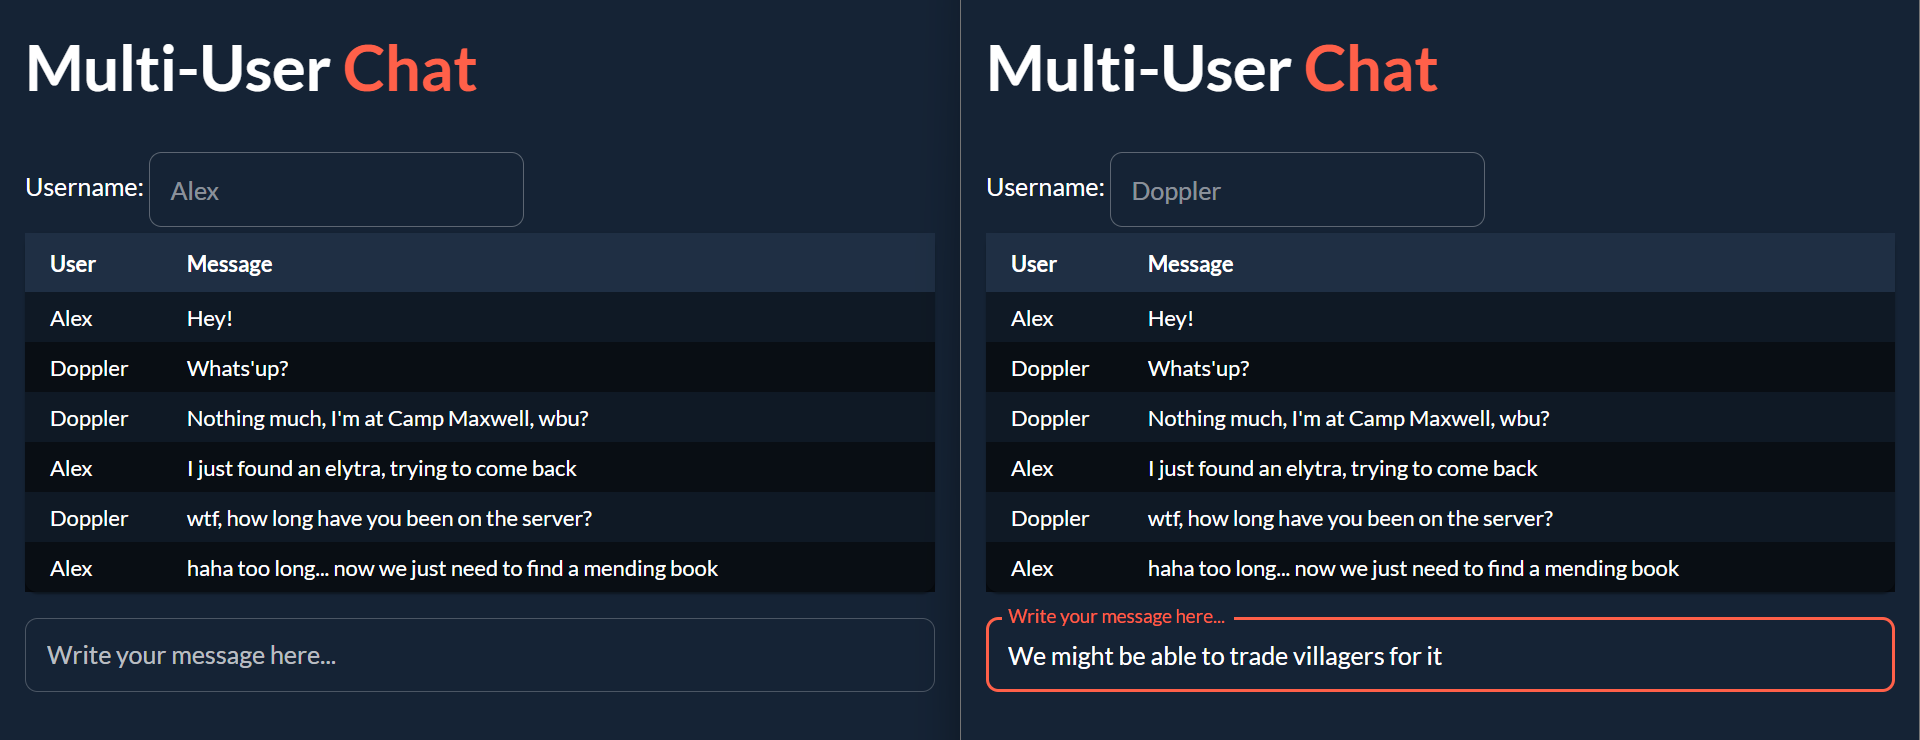 Multi-User Chat
Username: Alex
User Message
Alex Hey!
Doppler Whats'up?
Doppler Nothing much, I'm at Camp Maxwell, wbu?
Alex I just found an elytra, trying to come back
Doppler wtf, how long have you been on the server?
Alex haha too long... now we just need to find a mending book
Write your message here...
Multi-User Chat
Username: Doppler
User Message
Alex Hey!
Doppler Whats'up?
Doppler Nothing much, I'm at Camp Maxwell, wbu?
Alex I just found an elytra, trying to come back
Doppler wtf, how long have you been on the server?
Alex haha too long... now we just need to find a mending book
Write your message here...
We might be able to trade villagers for it